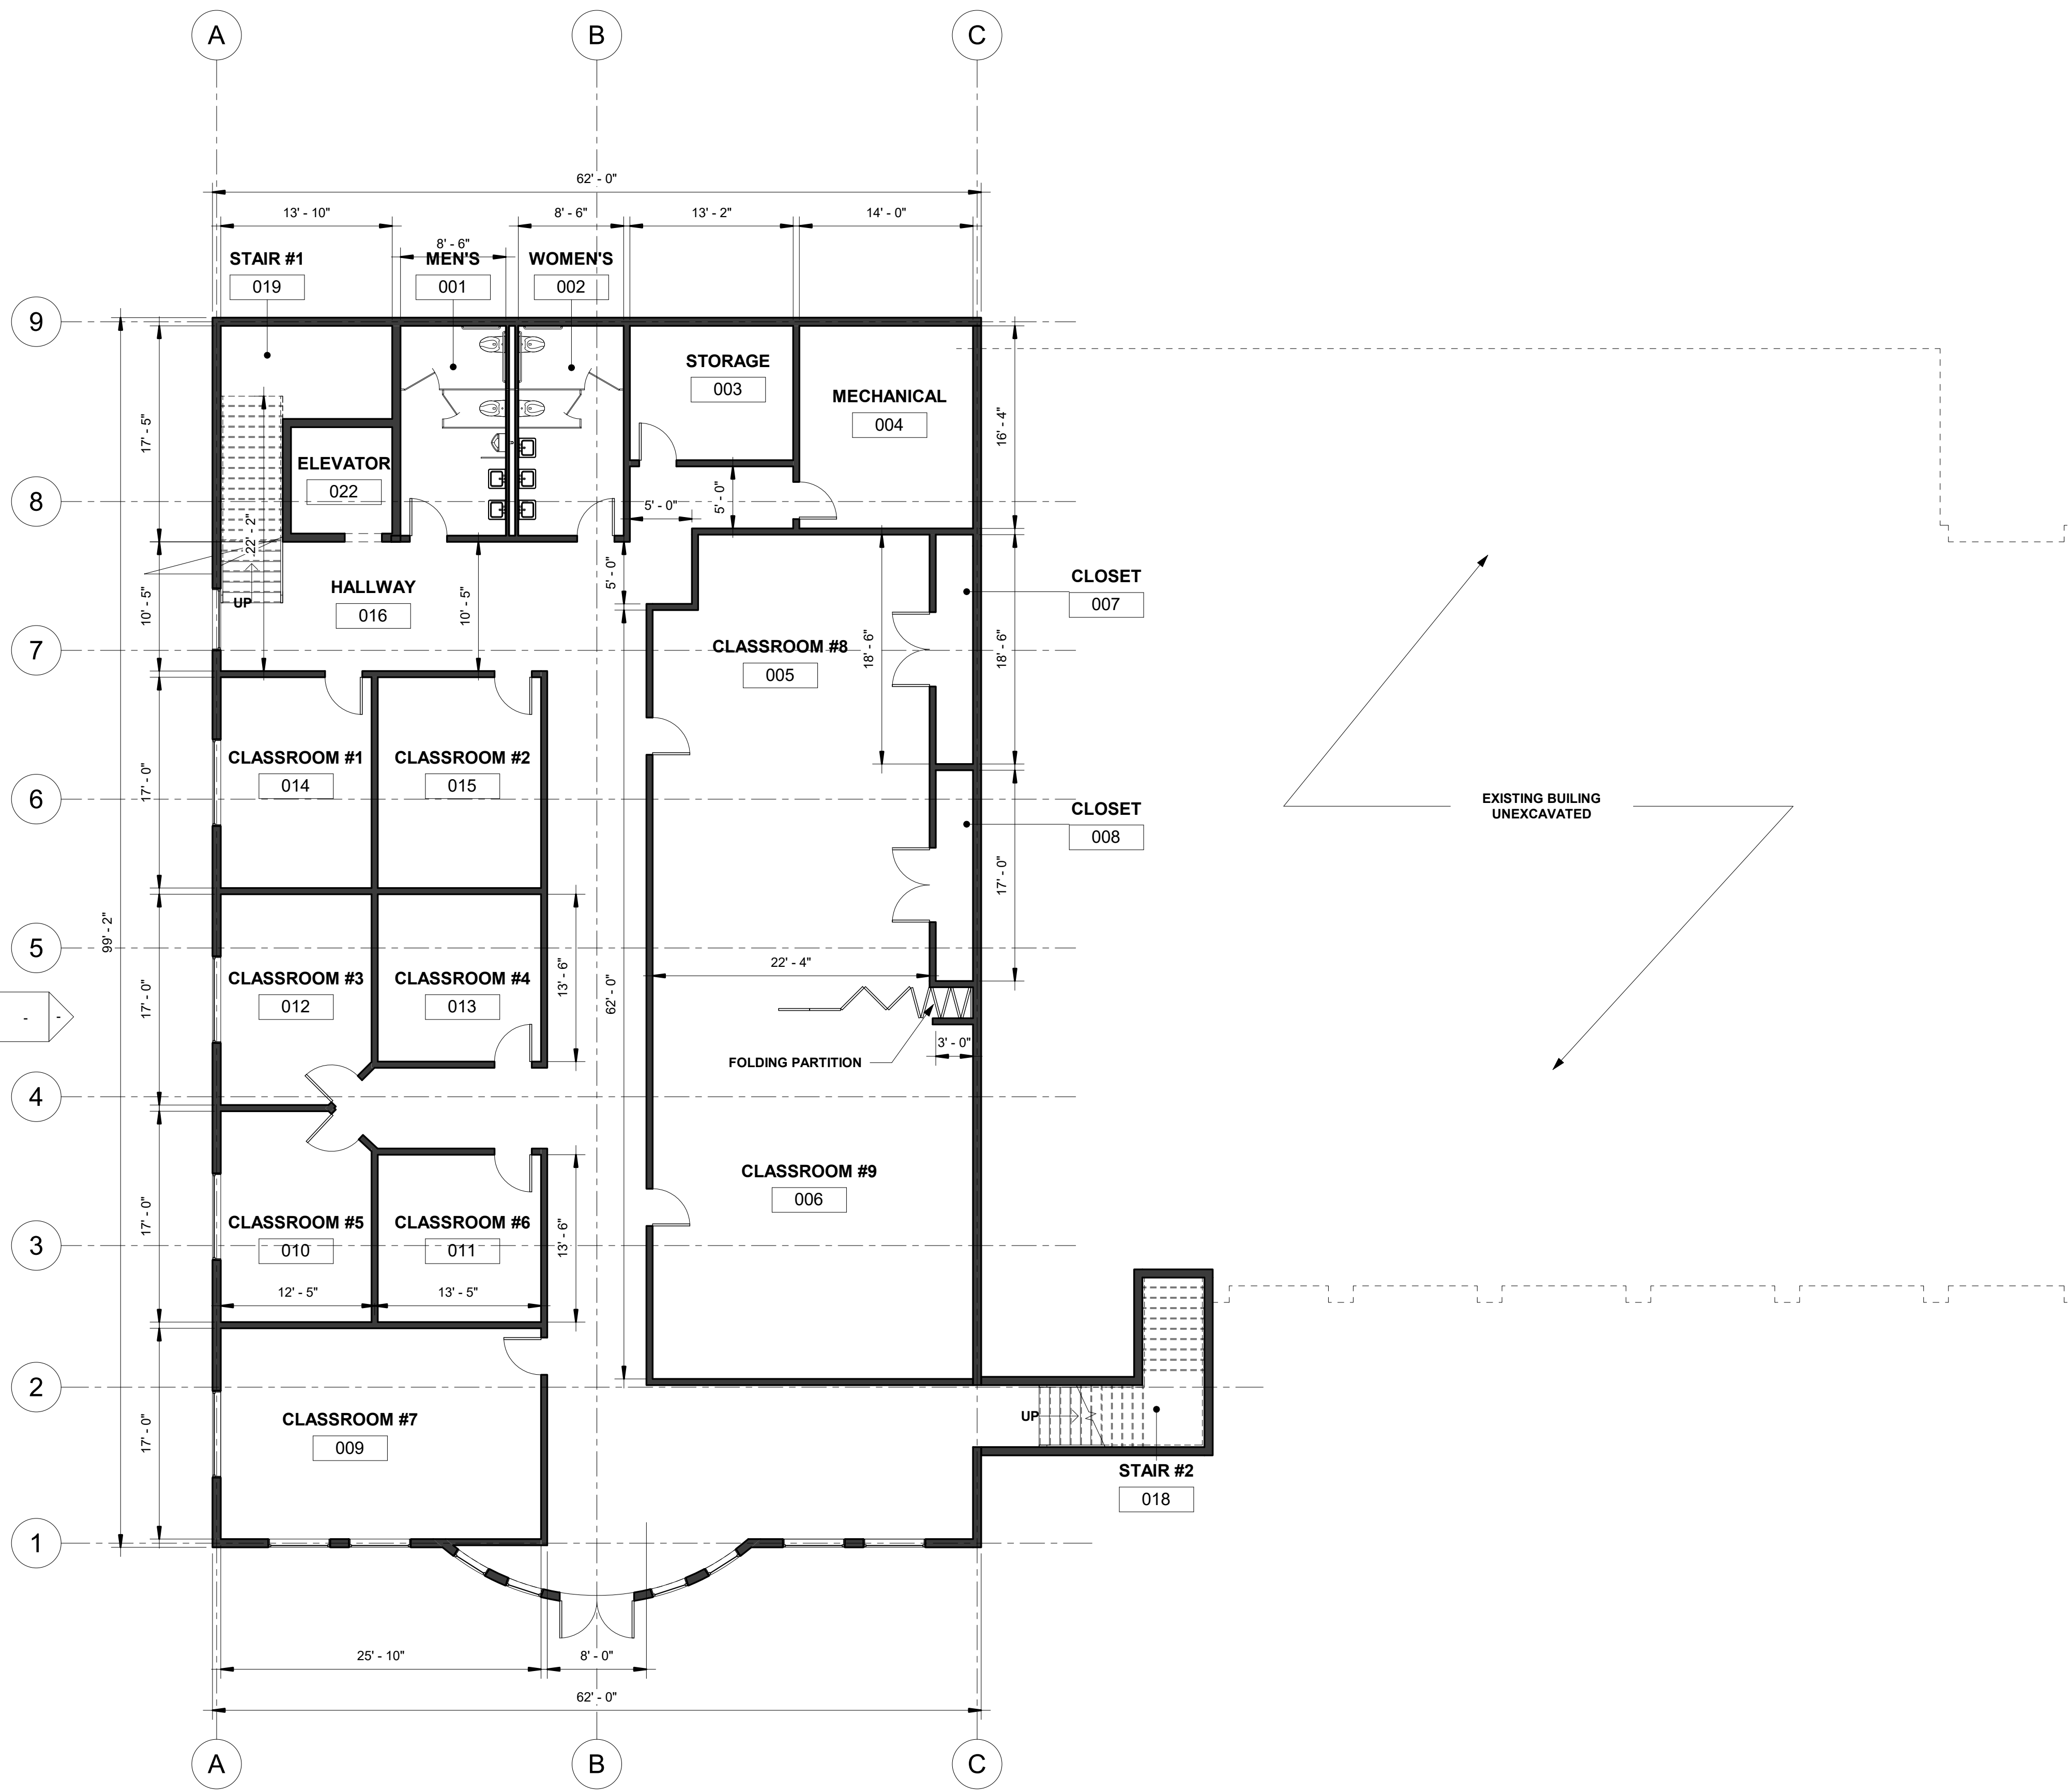 A B C
62' - 0"
13' - 10" 8' - 6" 13' - 2" 14' - 0"
8' - 6"
STAIR #1 MEN'S WOMEN'S
019 001 002
9
STORAGE
003
MECHANICAL
004
17' - 5"
16' - 4"
ELEVATOR
022
8
5' - 0"
5' - 0"
22' - 2"
UP
HALLWAY
016
10' - 5"
10' - 5"
5' - 0"
CLOSET
007
7
CLASSROOM #8
005
18' - 6"
18' - 6"
CLASSROOM #1 CLASSROOM #2
014 015
17' - 0"
6
EXISTING BUILING
UNEXCAVATED
CLOSET
008
17' - 0"
99' - 2"
5
22' - 4"
CLASSROOM #3 CLASSROOM #4
012 013
17' - 0"
13' - 6"
62' - 0"
- -
3' - 0"
FOLDING PARTITION
4
CLASSROOM #9
006
CLASSROOM #5 CLASSROOM #6
010 011
17' - 0"
13' - 6"
3
12' - 5" 13' - 5"
2
CLASSROOM #7
009
17' - 0"
UP
STAIR #2
018
1
25' - 10" 8' - 0"
62' - 0"
A B C